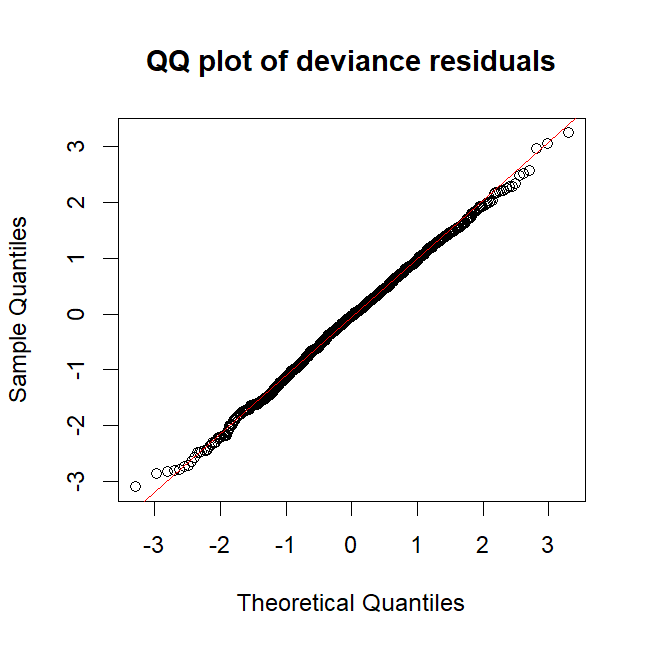 QQ plot of deviance residuals
Sample Quantiles
3
2
1
0
-1
-2
-3
-3 -2 -1 0 1 2 3
Theoretical Quantiles